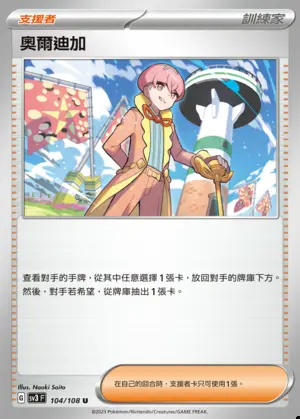 支援者
訓練家
奧爾迪加
查看對手的手牌，從其中任意選擇1張卡，放回對手的牌庫下方。
然後，對手若希望，從牌庫抽出1張卡。
Illus. Naoki Saito
G SV3 F 104/108 U
在自己的回合時，支援者卡只可使用1張。
©2023 Pokémon/Nintendo/Creatures/GAME FREAK.